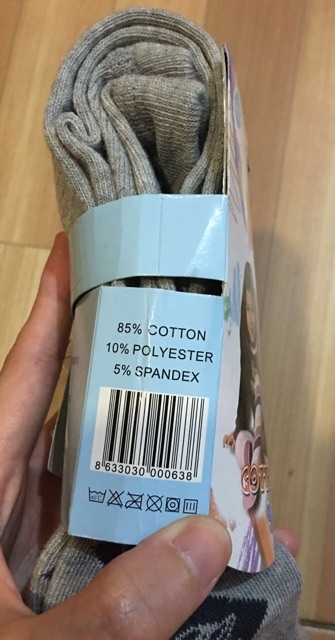 85% COTTON
10% POLYESTER
5% SPANDEX
8 633030 000638